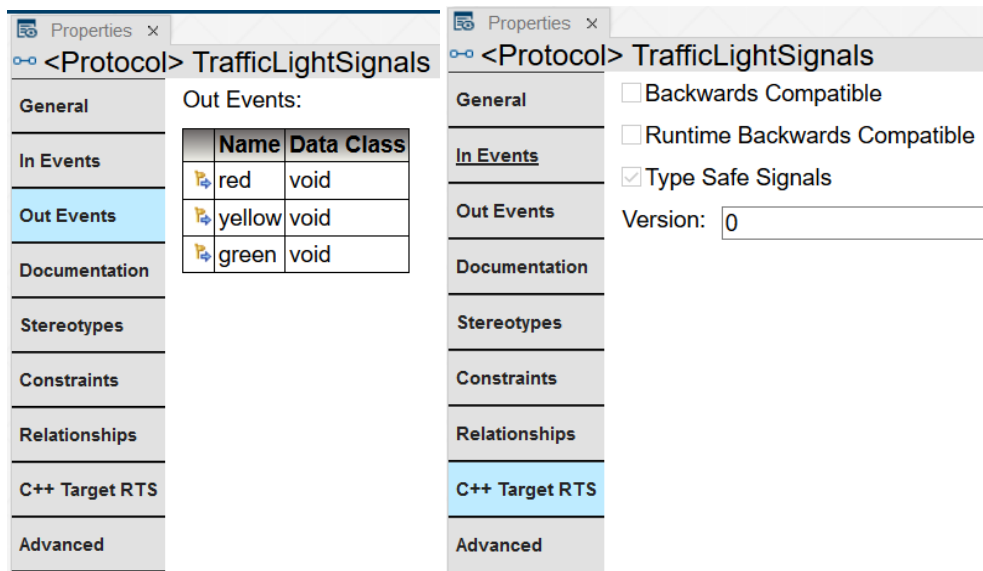 Properties ×
<Protocol> TrafficLightSignals
General
In Events
Out Events
Documentation
Stereotypes
Constraints
Relationships
C++ Target RTS
Advanced
Out Events:
Name Data Class
red void
yellow void
green void
Properties ×
<Protocol> TrafficLightSignals
General
In Events
Out Events
Documentation
Stereotypes
Constraints
Relationships
C++ Target RTS
Advanced
Backwards Compatible
Runtime Backwards Compatible
Type Safe Signals
Version: 0